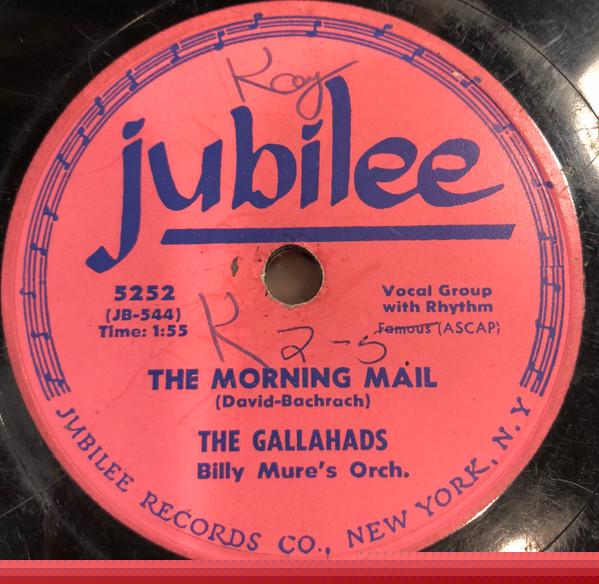 Kay
jubilee
5252
(JB-544)
Time: 1:55
Vocal Group
with Rhythm
Famous (ASCAP)
K 2-5
THE MORNING MAIL
(David-Bachrach)
THE GALLAHADS
Billy Mure's Orch.
JUBILEE RECORDS CO., NEW YORK, N.Y